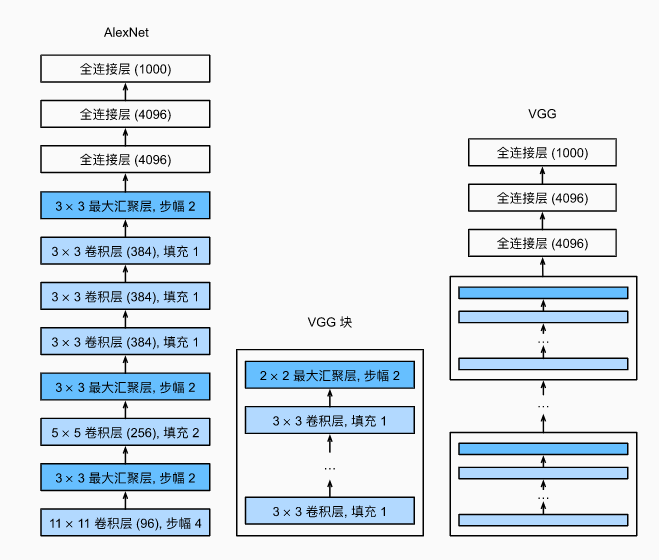 AlexNet
全连接层 (1000)
全连接层 (4096)
全连接层 (4096)
3 × 3 最大汇聚层, 步幅 2
3 × 3 卷积层 (384), 填充 1
3 × 3 卷积层 (384), 填充 1
3 × 3 卷积层 (384), 填充 1
3 × 3 最大汇聚层, 步幅 2
5 × 5 卷积层 (256), 填充 2
3 × 3 最大汇聚层, 步幅 2
11 × 11 卷积层 (96), 步幅 4
VGG 块
2 × 2 最大汇聚层, 步幅 2
3 × 3 卷积层, 填充 1
...
3 × 3 卷积层, 填充 1
VGG
全连接层 (1000)
全连接层 (4096)
全连接层 (4096)
...
...
...